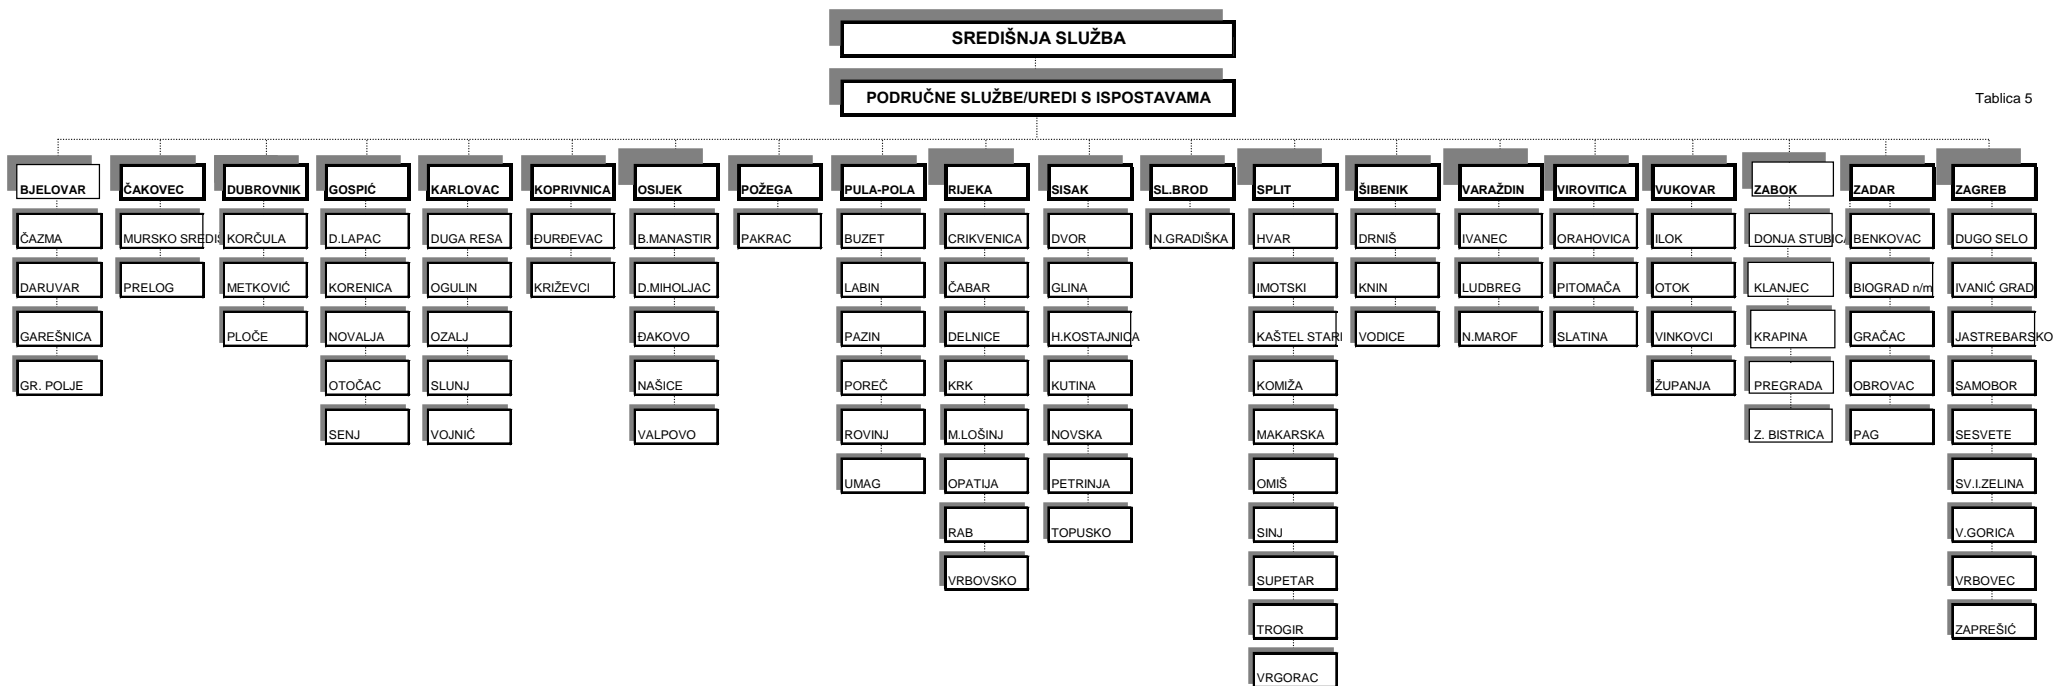 SREDIŠNJA SLUŽBA
PODRUČNE SLUŽBE/UREDI S ISPOSTAVAMA
Tablica 5
BJELOVAR
ČAZMA
DARUVAR
GAREŠNICA
GR. POLJE
ČAKOVEC
MURSKO SREDIS
PRELOG
DUBROVNIK
KORČULA
METKOVIĆ
PLOČE
GOSPIĆ
D.LAPAC
KORENICA
NOVALJA
OTOČAC
SENJ
KARLOVAC
DUGA RESA
OGULIN
OZALJ
SLUNJ
VOJNIĆ
KOPRIVNICA
ĐURĐEVAC
KRIŽEVCI
OSIJEK
B.MANASTIR
D.MIHOLJAC
ĐAKOVO
NAŠICE
VALPOVO
POŽEGA
PAKRAC
PULA-POLA
BUZET
LABIN
PAZIN
POREČ
ROVINJ
UMAG
RIJEKA
CRIKVENICA
ČABAR
DELNICE
KRK
M.LOŠINJ
OPATIJA
RAB
VRBOVSKO
SISAK
DVOR
GLINA
H.KOSTAJNICA
KUTINA
NOVSKA
PETRINJA
TOPUSKO
SL.BROD
N.GRADIŠKA
SPLIT
HVAR
IMOTSKI
KAŠTEL STARI
KOMIŽA
MAKARSKA
OMIŠ
SINJ
SUPETAR
TROGIR
VRGORAC
ŠIBENIK
DRNIŠ
KNIN
VODICE
VARAŽDIN
IVANEC
LUDBREG
N.MAROF
VIROVITICA
ORAHOVICA
PITOMAČA
SLATINA
VUKOVAR
ILOK
OTOK
VINKOVCI
ŽUPANJA
ZABOK
DONJA STUBICA
KLANJEC
KRAPINA
PREGRADA
Z. BISTRICA
ZADAR
BENKOVAC
BIOGRAD n/m
GRAČAC
OBROVAC
PAG
ZAGREB
DUGO SELO
IVANIĆ GRAD
JASTREBARSKO
SAMOBOR
SESVETE
SV.I.ZELINA
V.GORICA
VRBOVEC
ZAPREŠIĆ